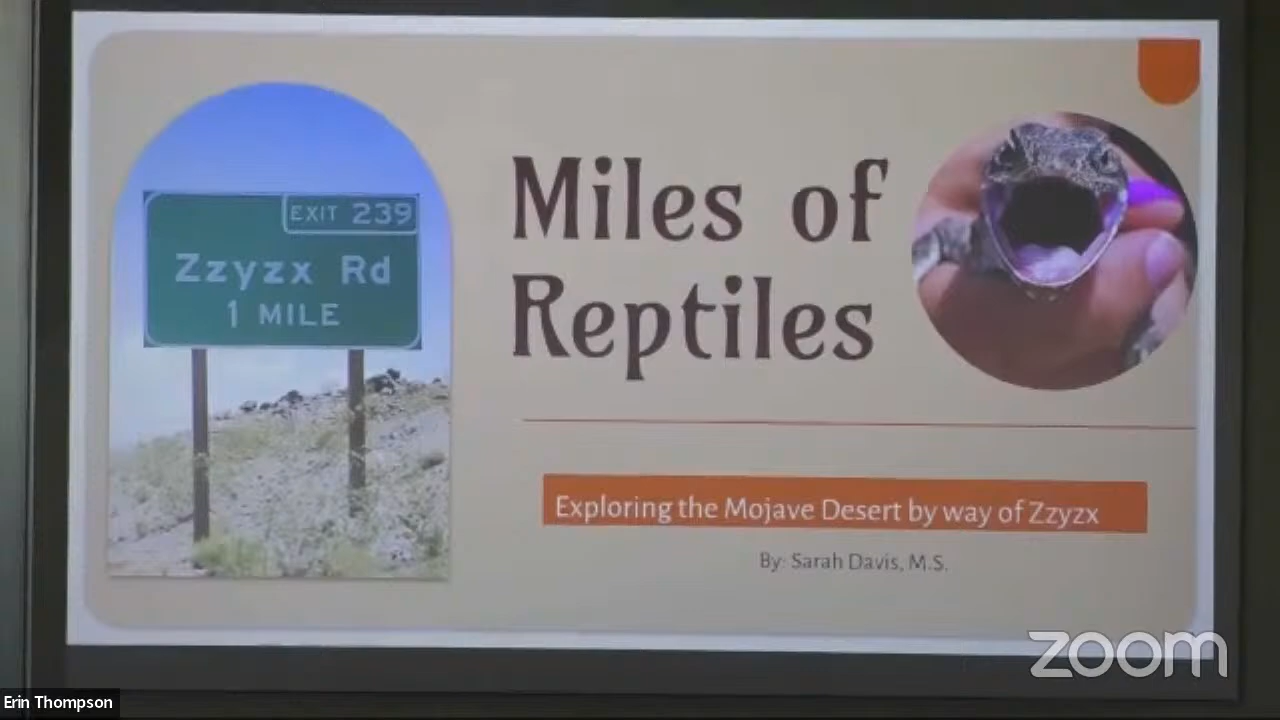 EXIT 239
Zzyzx Rd
1 MILE
Miles of
Reptiles
Exploring the Mojave Desert by way of Zzyzx
By: Sarah Davis, M.S.
zoom
Erin Thompson